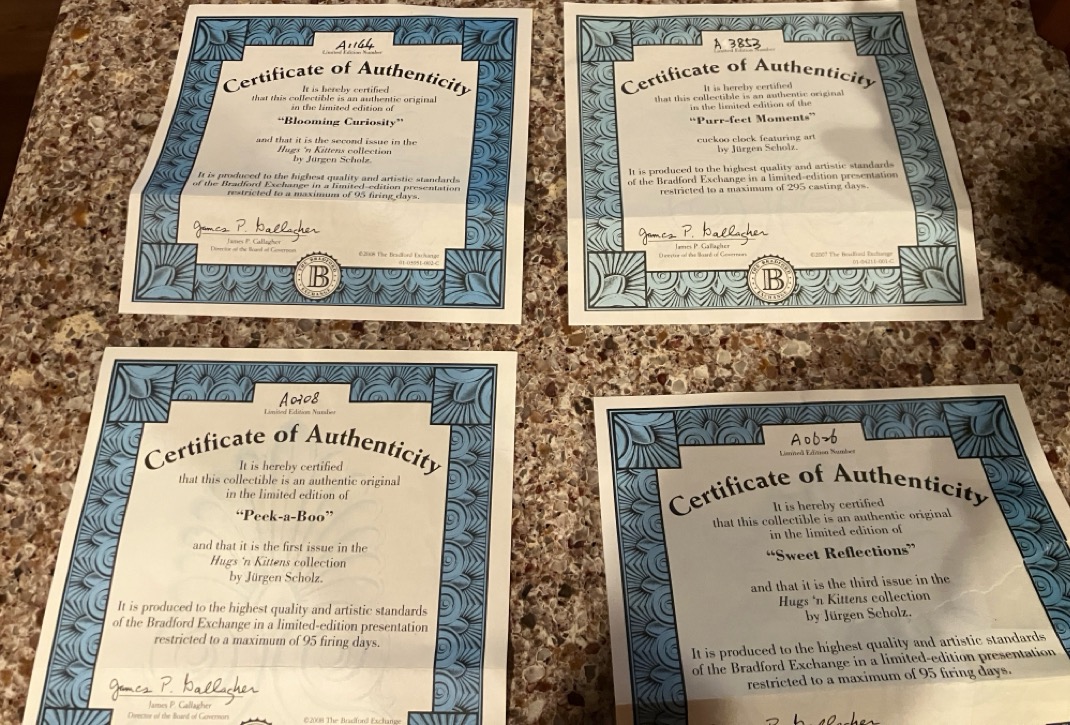 A1164
Limited Edition Number
Certificate of Authenticity
It is hereby certified
that this collectible is an authentic original
in the limited edition of
"Blooming Curiosity"
and that it is the second issue in the
Hugs 'n Kittens collection
by Jürgen Scholz.
It is produced to the highest quality and artistic standards
of the Bradford Exchange in a limited-edition presentation
restricted to a maximum of 95 firing days.
James P. Gallagher
James P. Gallagher
Director of the Board of Governors
©2008 The Bradford Exchange
THE BRADFORD
B
EXCHANGE
A 3853
Limited Edition Number
Certificate of Authenticity
It is hereby certified
that this collectible is an authentic original
in the limited edition of the
"Purr-fect Moments"
cuckoo clock featuring art
by Jürgen Scholz.
It is produced to the highest quality and artistic standards
of the Bradford Exchange in a limited-edition presentation
restricted to a maximum of 295 casting days.
James P. Gallagher
James P. Gallagher
Director of the Board of Governors
©2007 The Bradford Exchange
THE BRADFORD
B
EXCHANGE
A0208
Limited Edition Number
Certificate of Authenticity
It is hereby certified
that this collectible is an authentic original
in the limited edition of
"Peek-a-Boo"
and that it is the first issue in the
Hugs 'n Kittens collection
by Jürgen Scholz.
It is produced to the highest quality and artistic standards
of the Bradford Exchange in a limited-edition presentation
restricted to a maximum of 95 firing days.
James P. Gallagher
James P. Gallagher
Director of the Board of Governors
©2008 The Bradford Exchange
A0626
Limited Edition Number
Certificate of Authenticity
It is hereby certified
that this collectible is an authentic original
in the limited edition of
"Sweet Reflections"
and that it is the third issue in the
Hugs 'n Kittens collection
by Jürgen Scholz.
It is produced to the highest quality and artistic standards
of the Bradford Exchange in a limited-edition presentation
restricted to a maximum of 95 firing days.